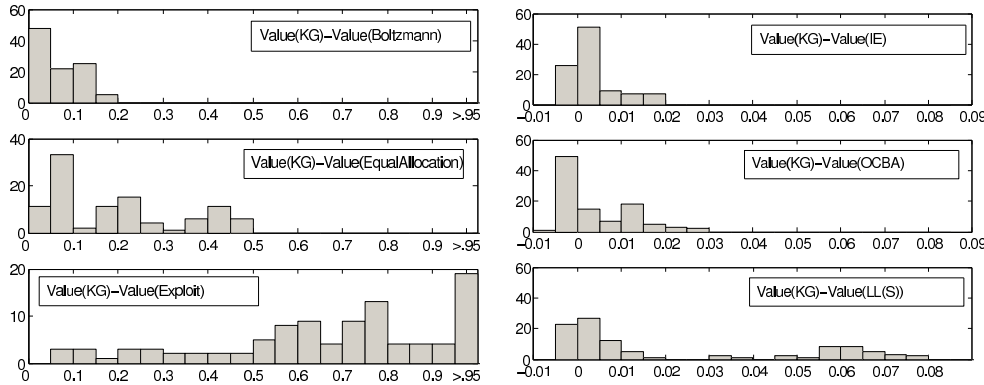 Value(KG)−Value(Boltzmann)
60
40
20
0
0 0.1 0.2 0.3 0.4 0.5 0.6 0.7 0.8 0.9 >.95
Value(KG)−Value(EqualAllocation)
40
20
0
0 0.1 0.2 0.3 0.4 0.5 0.6 0.7 0.8 0.9 >.95
Value(KG)−Value(Exploit)
20
10
0
0.1 0.2 0.3 0.4 0.5 0.6 0.7 0.8 0.9 >.95
Value(KG)−Value(IE)
60
40
20
0
−0.01 0 0.01 0.02 0.03 0.04 0.05 0.06 0.07 0.08 0.09
Value(KG)−Value(OCBA)
60
40
20
0
−0.01 0 0.01 0.02 0.03 0.04 0.05 0.06 0.07 0.08 0.09
Value(KG)−Value(LL(S))
60
40
20
0
−0.01 0 0.01 0.02 0.03 0.04 0.05 0.06 0.07 0.08 0.09